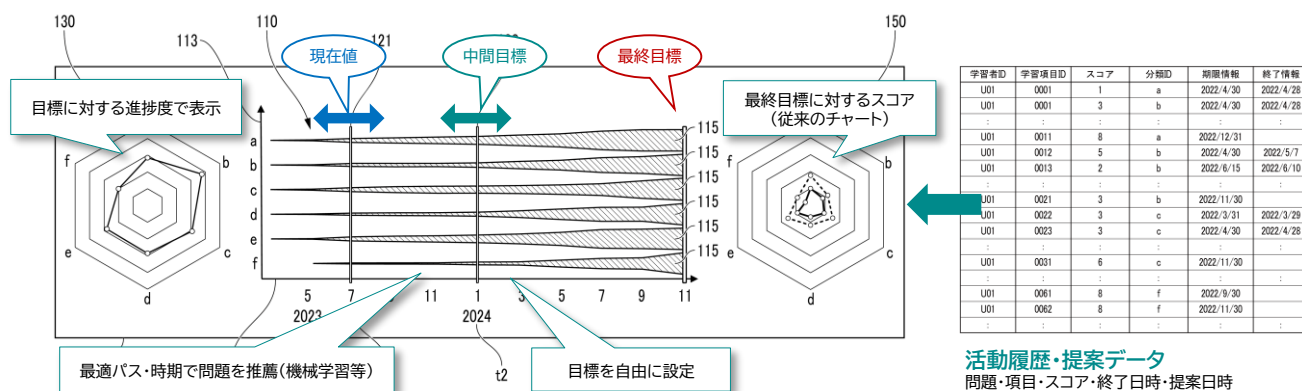 130
113
110
現在値
121
中間目標
最終目標
150
目標に対する進捗度で表示
最終目標に対するスコア
(従来のチャート)
f
b
e
c
d
a
b
c
d
e
f
115
115
115
115
115
115
5
7
11
1
3
5
7
9
11
2023
2024
t2
f
b
e
c
d
最適パス・時期で問題を推薦(機械学習等)
目標を自由に設定
学習者ID 学習項目ID スコア 分類ID 期限情報 終了情報
U01 0001 1 a 2022/4/30 2022/4/28
U01 0001 3 b 2022/4/30 2022/4/28
: : : : : :
U01 0011 8 a 2022/12/31
U01 0012 5 b 2022/4/30 2022/5/7
U01 0013 2 b 2022/6/15 2022/6/10
: : : : : :
U01 0021 3 b 2022/11/30
U01 0022 3 c 2022/3/31 2022/3/29
U01 0023 3 c 2022/4/30 2022/4/28
: : : : : :
U01 0031 6 c 2022/11/30
: : : : : :
U01 0061 8 f 2022/9/30
U01 0062 8 f 2022/11/30
: : : : : :
活動履歴・提案データ
問題・項目・スコア・終了日時・提案日時